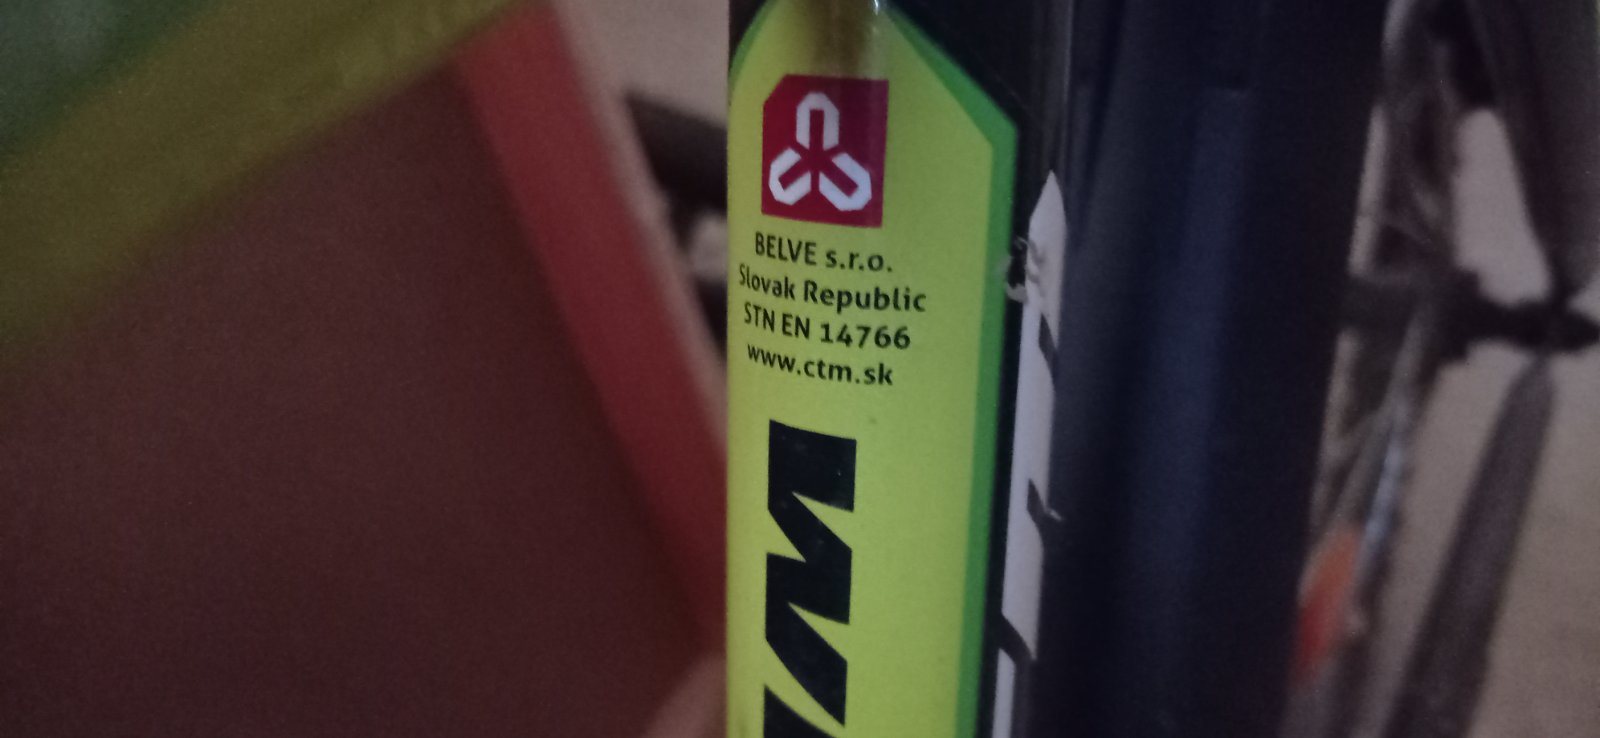 BELVE s.r.o.
Slovak Republic
STN EN 14766
www.ctm.sk